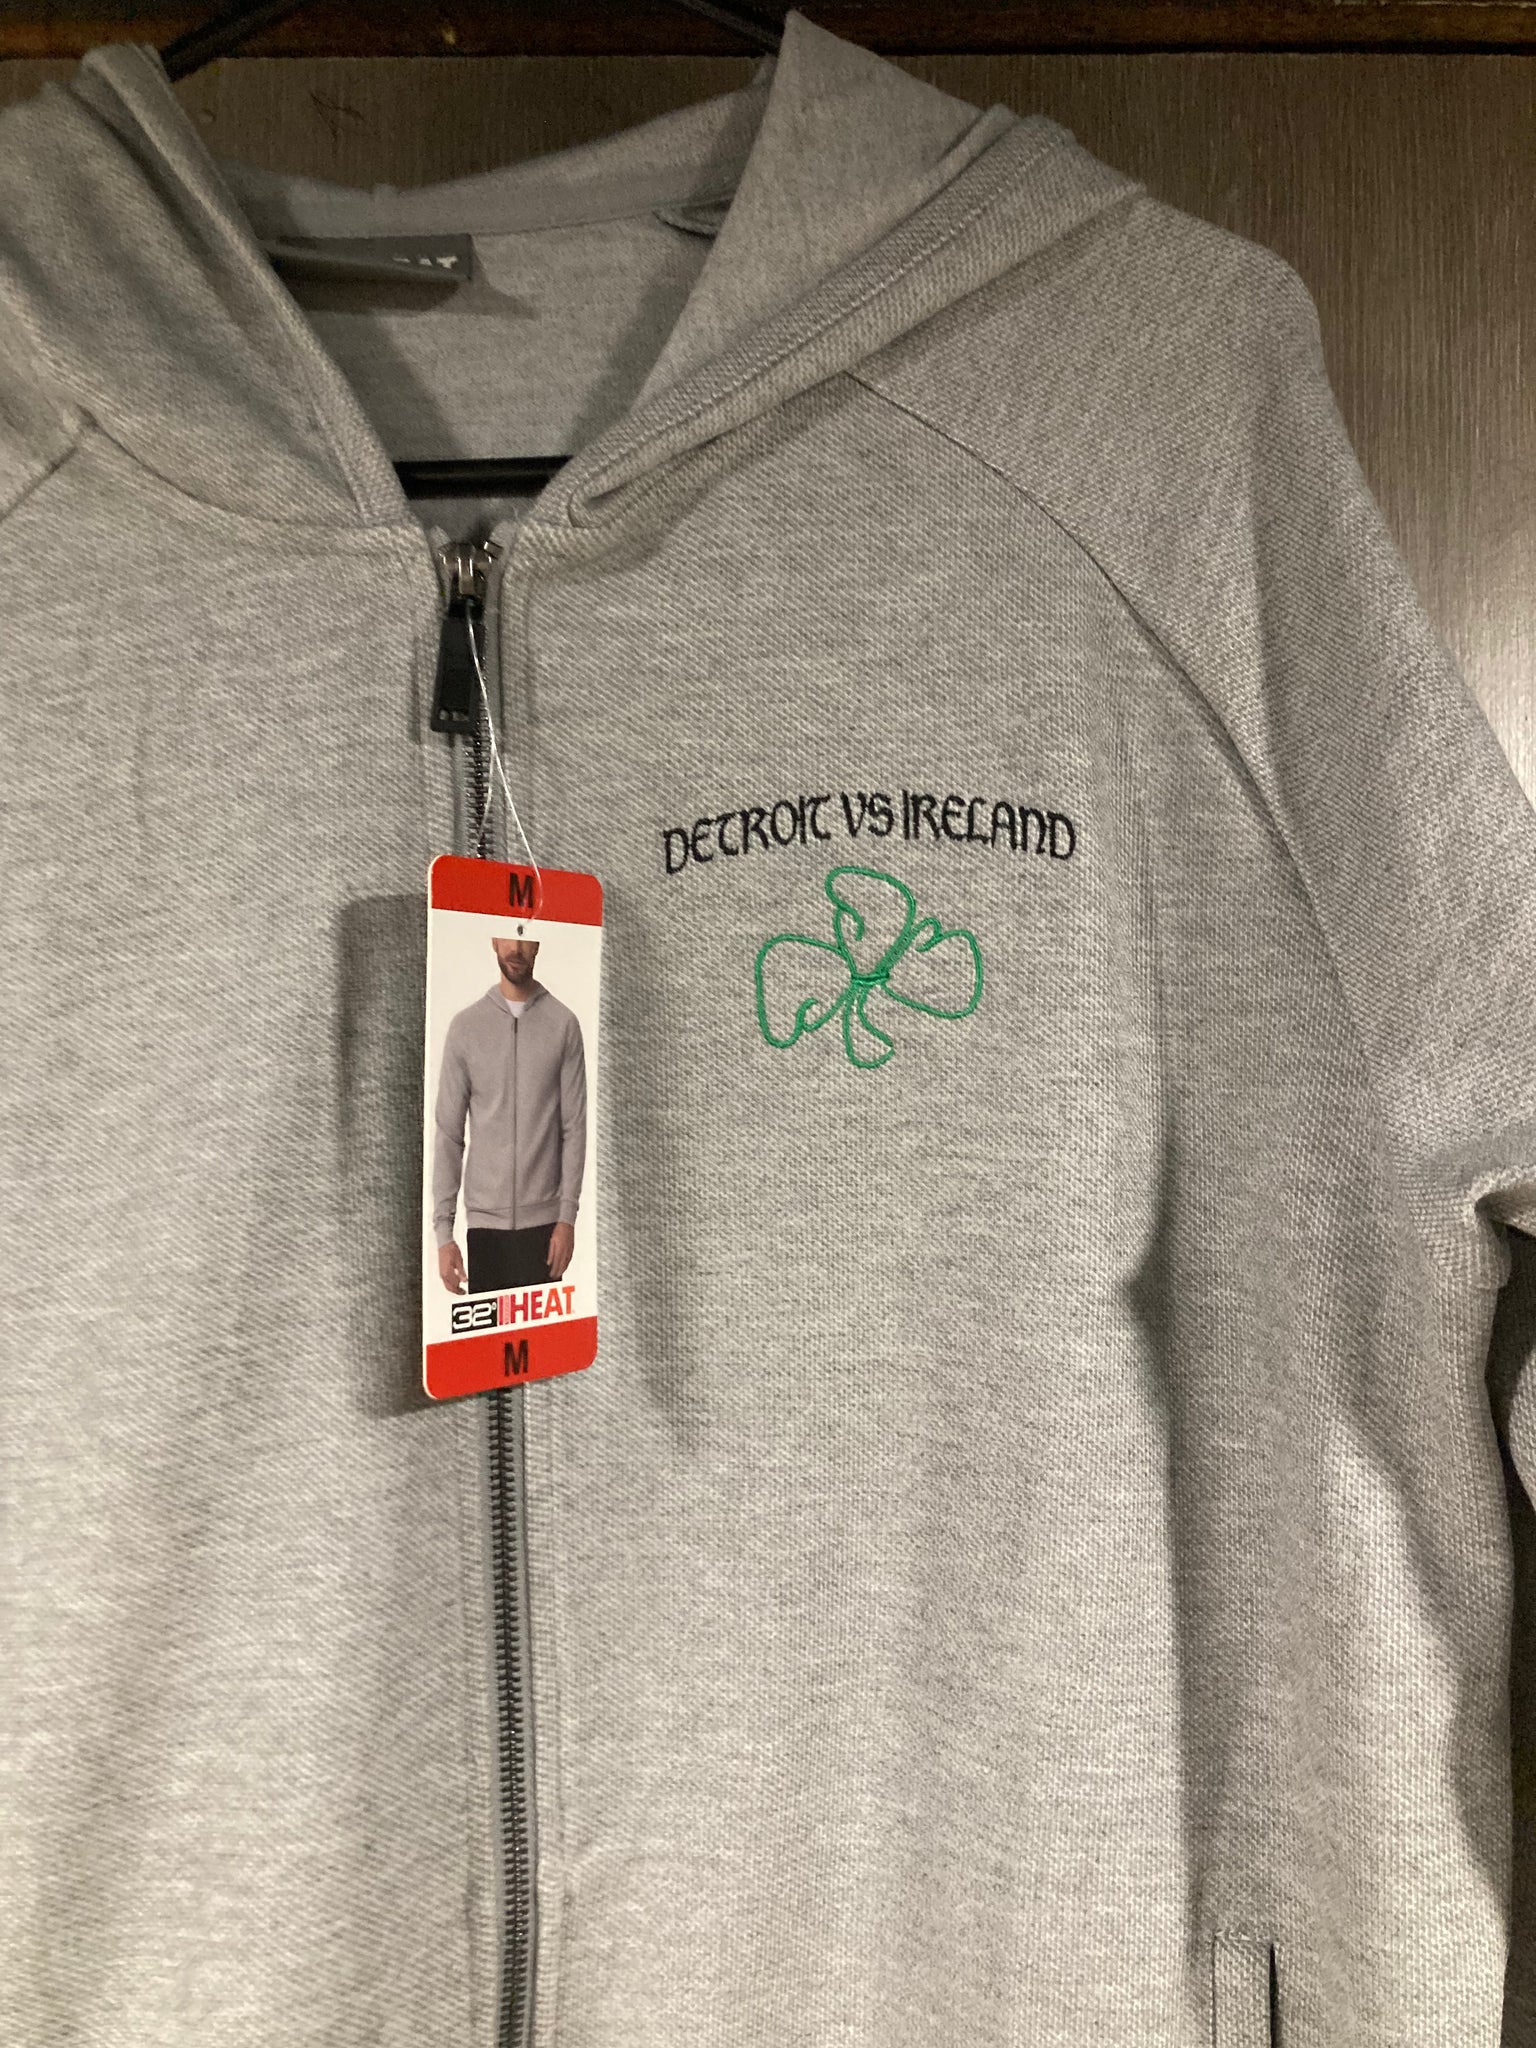 DETROIT VS IRELAND
M
32° HEAT
M